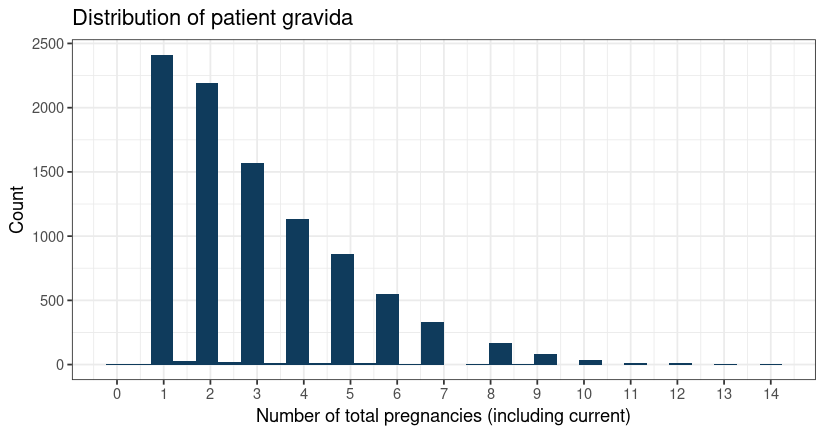 Distribution of patient gravida
2500
2000
1500
1000
500
0
Count
0 1 2 3 4 5 6 7 8 9 10 11 12 13 14
Number of total pregnancies (including current)